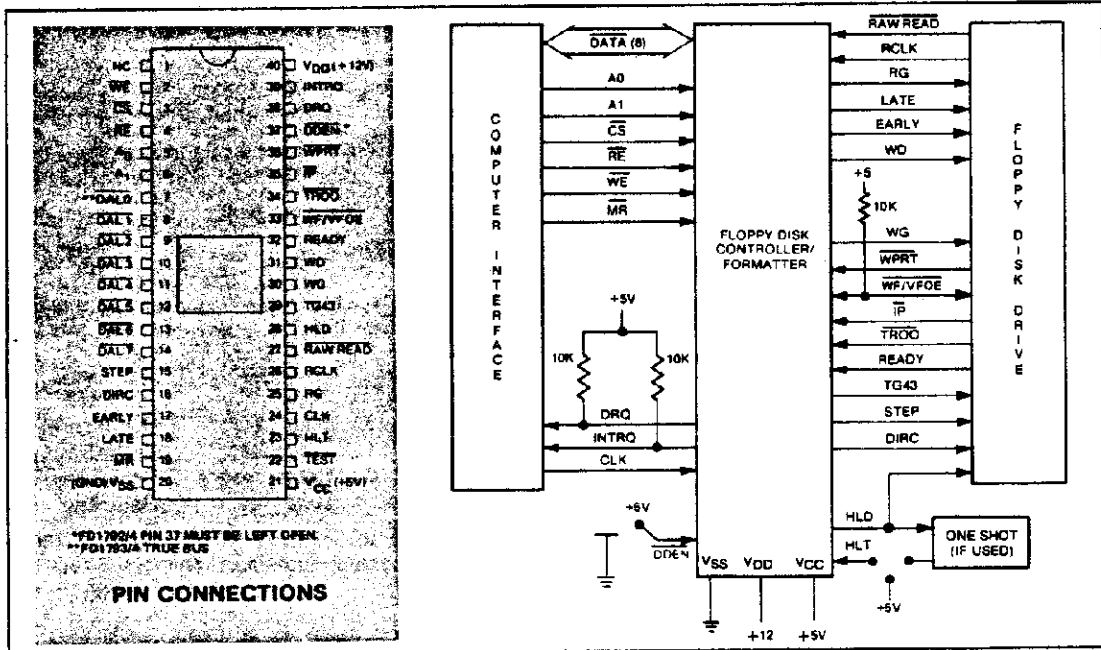 NC 1
WE 2
CS 3
RE 4
A0 5
A1 6
**DAL0 7
DAL1 8
DAL2 9
DAL3 10
DAL4 11
DAL5 12
DAL6 13
DAL7 14
STEP 15
DIRC 16
EARLY 17
LATE 18
MR 19
(GND) VSS 20
40 VDD (+12V)
39 INTRQ
38 DRQ
37 DDEN*
36 WPRT
35 IP
34 TR00
33 WF/VFOE
32 READY
31 WD
30 WG
29 TG43
28 HLD
27 RAW READ
26 RCLK
25 RG
24 CLK
23 HLT
22 TEST
21 VCC (+5V)
*FD1792/4 PIN 37 MUST BE LEFT OPEN.
**FD1793/4 TRUE BUS
PIN CONNECTIONS
COMPUTER INTERFACE
DATA (8)
A0
A1
CS
RE
WE
MR
+5V
10K
10K
DRQ
INTRQ
CLK
+5V
DDEN
FLOPPY DISK
CONTROLLER/
FORMATTER
VSS VDD VCC
+12 +5V
RAW READ
RCLK
RG
LATE
EARLY
WD
+5
10K
WG
WPRT
WF/VFOE
IP
TR00
READY
TG43
STEP
DIRC
HLD
HLT
ONE SHOT
(IF USED)
+5V
FLOPPY DISK DRIVE